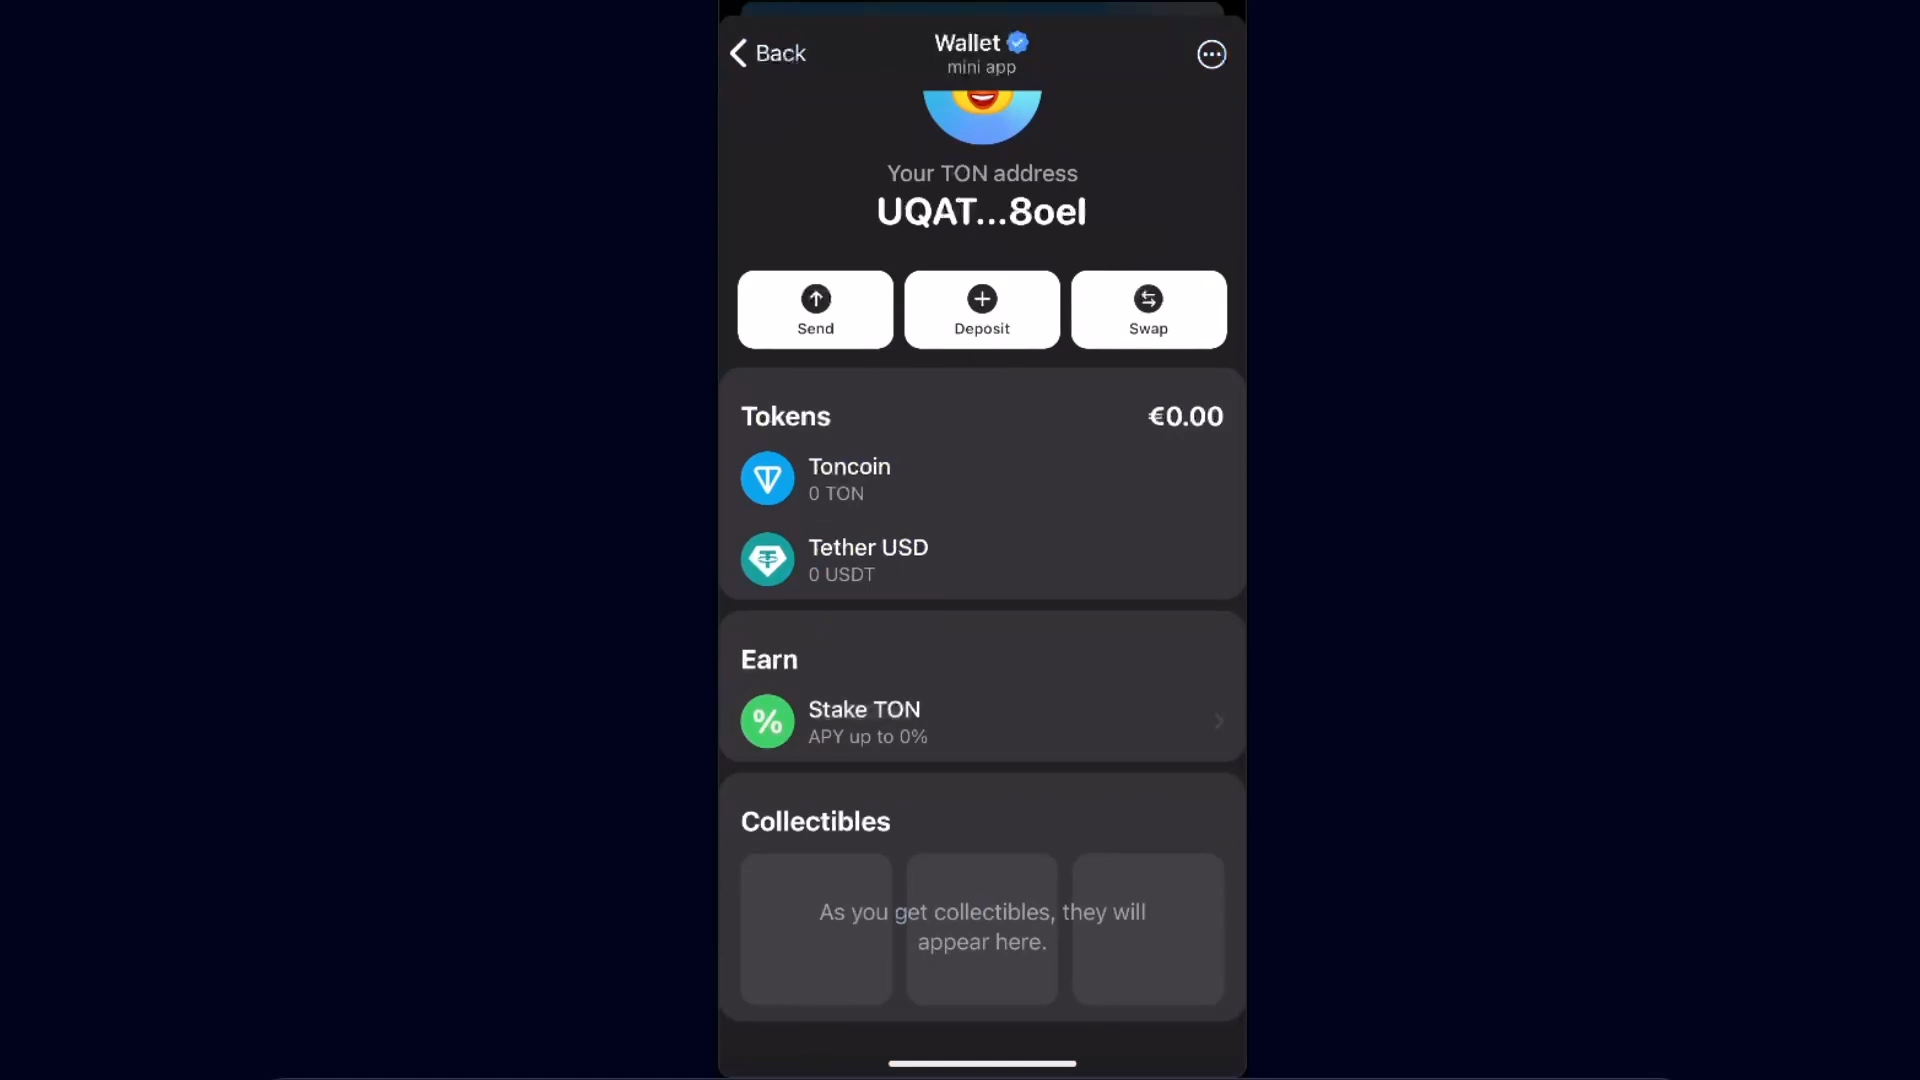 Back
Wallet
mini app
Your TON address
UQAT...8oel
Send
Deposit
Swap
Tokens
€0.00
Toncoin
0 TON
Tether USD
0 USDT
Earn
%
Stake TON
APY up to 0%
Collectibles
As you get collectibles, they will
appear here.